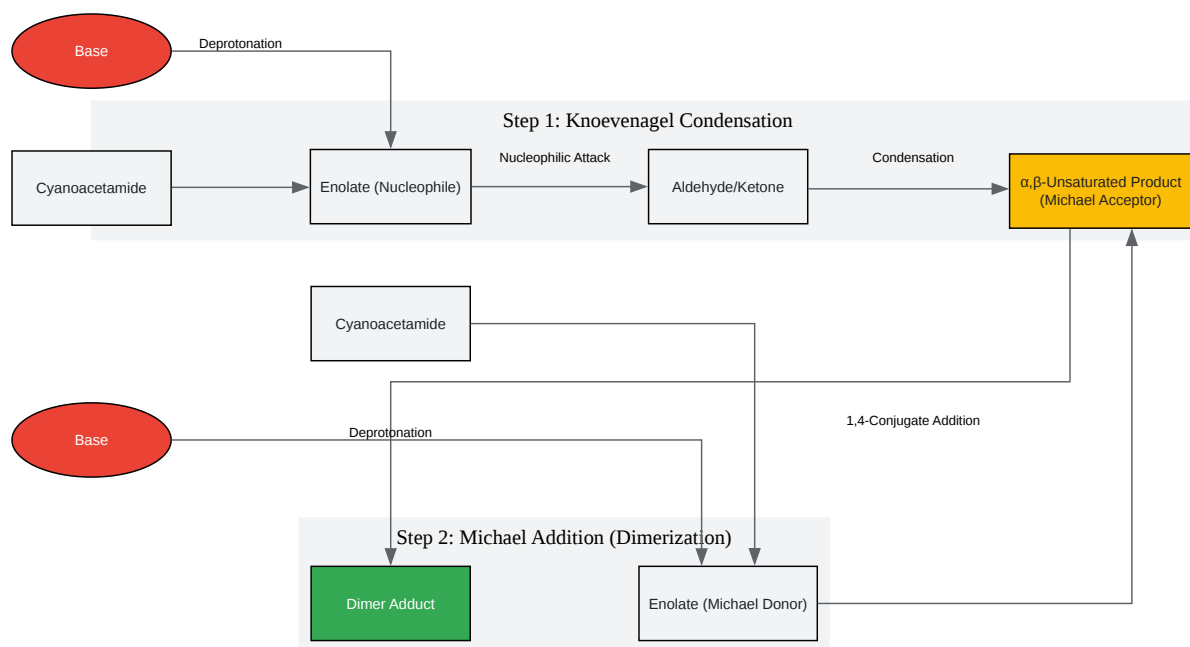 Base
Deprotonation
Step 1: Knoevenagel Condensation
Cyanoacetamide
Enolate (Nucleophile)
Nucleophilic Attack
Aldehyde/Ketone
Condensation
α,β-Unsaturated Product
(Michael Acceptor)
Cyanoacetamide
Base
Deprotonation
1,4-Conjugate Addition
Step 2: Michael Addition (Dimerization)
Dimer Adduct
Enolate (Michael Donor)